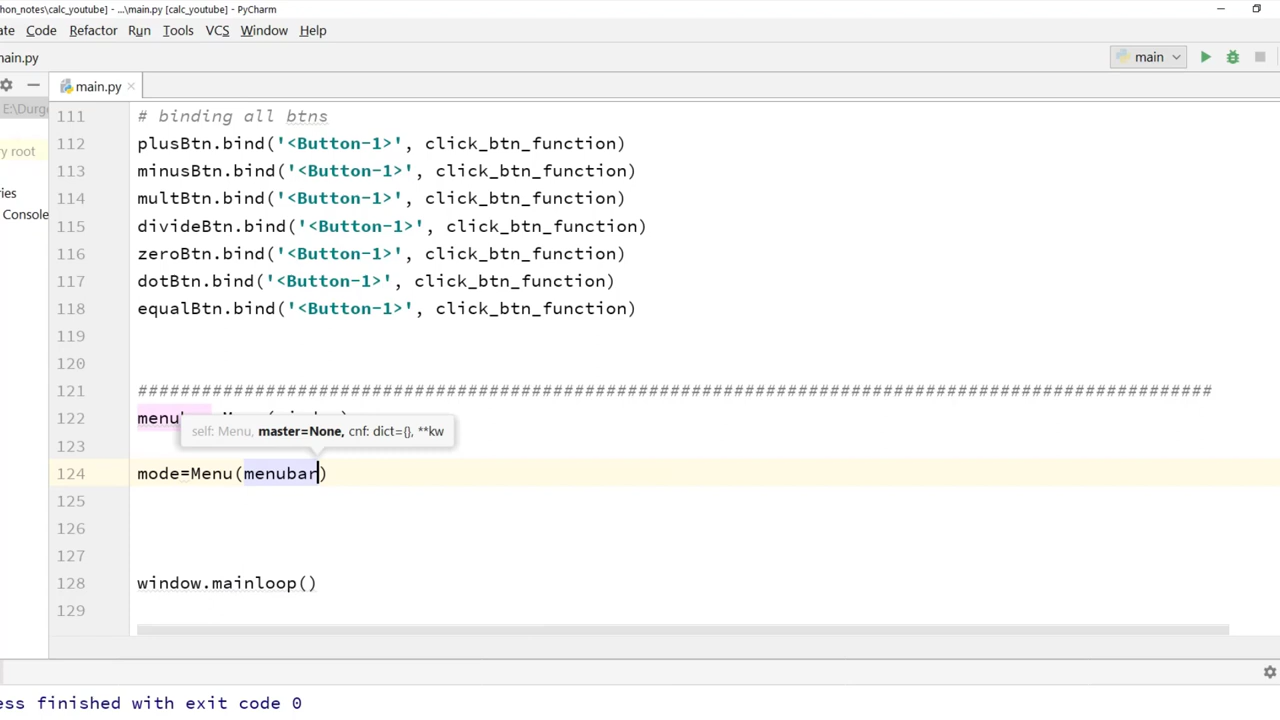 hon_notes\calc_youtube] - ...\main.py [calc_youtube] - PyCharm
ate Code Refactor Run Tools VCS Window Help
main.py
main
main.py
E:\Durge
ry root
ries
Console
111 # binding all btns
112 plusBtn.bind('<Button-1>', click_btn_function)
113 minusBtn.bind('<Button-1>', click_btn_function)
114 multBtn.bind('<Button-1>', click_btn_function)
115 divideBtn.bind('<Button-1>', click_btn_function)
116 zeroBtn.bind('<Button-1>', click_btn_function)
117 dotBtn.bind('<Button-1>', click_btn_function)
118 equalBtn.bind('<Button-1>', click_btn_function)
119
120
121 #####################################################################################################
122 menu
self: Menu, master=None, cnf: dict={}, **kw
123
124 mode=Menu(menubar)
125
126
127
128 window.mainloop()
129
ess finished with exit code 0